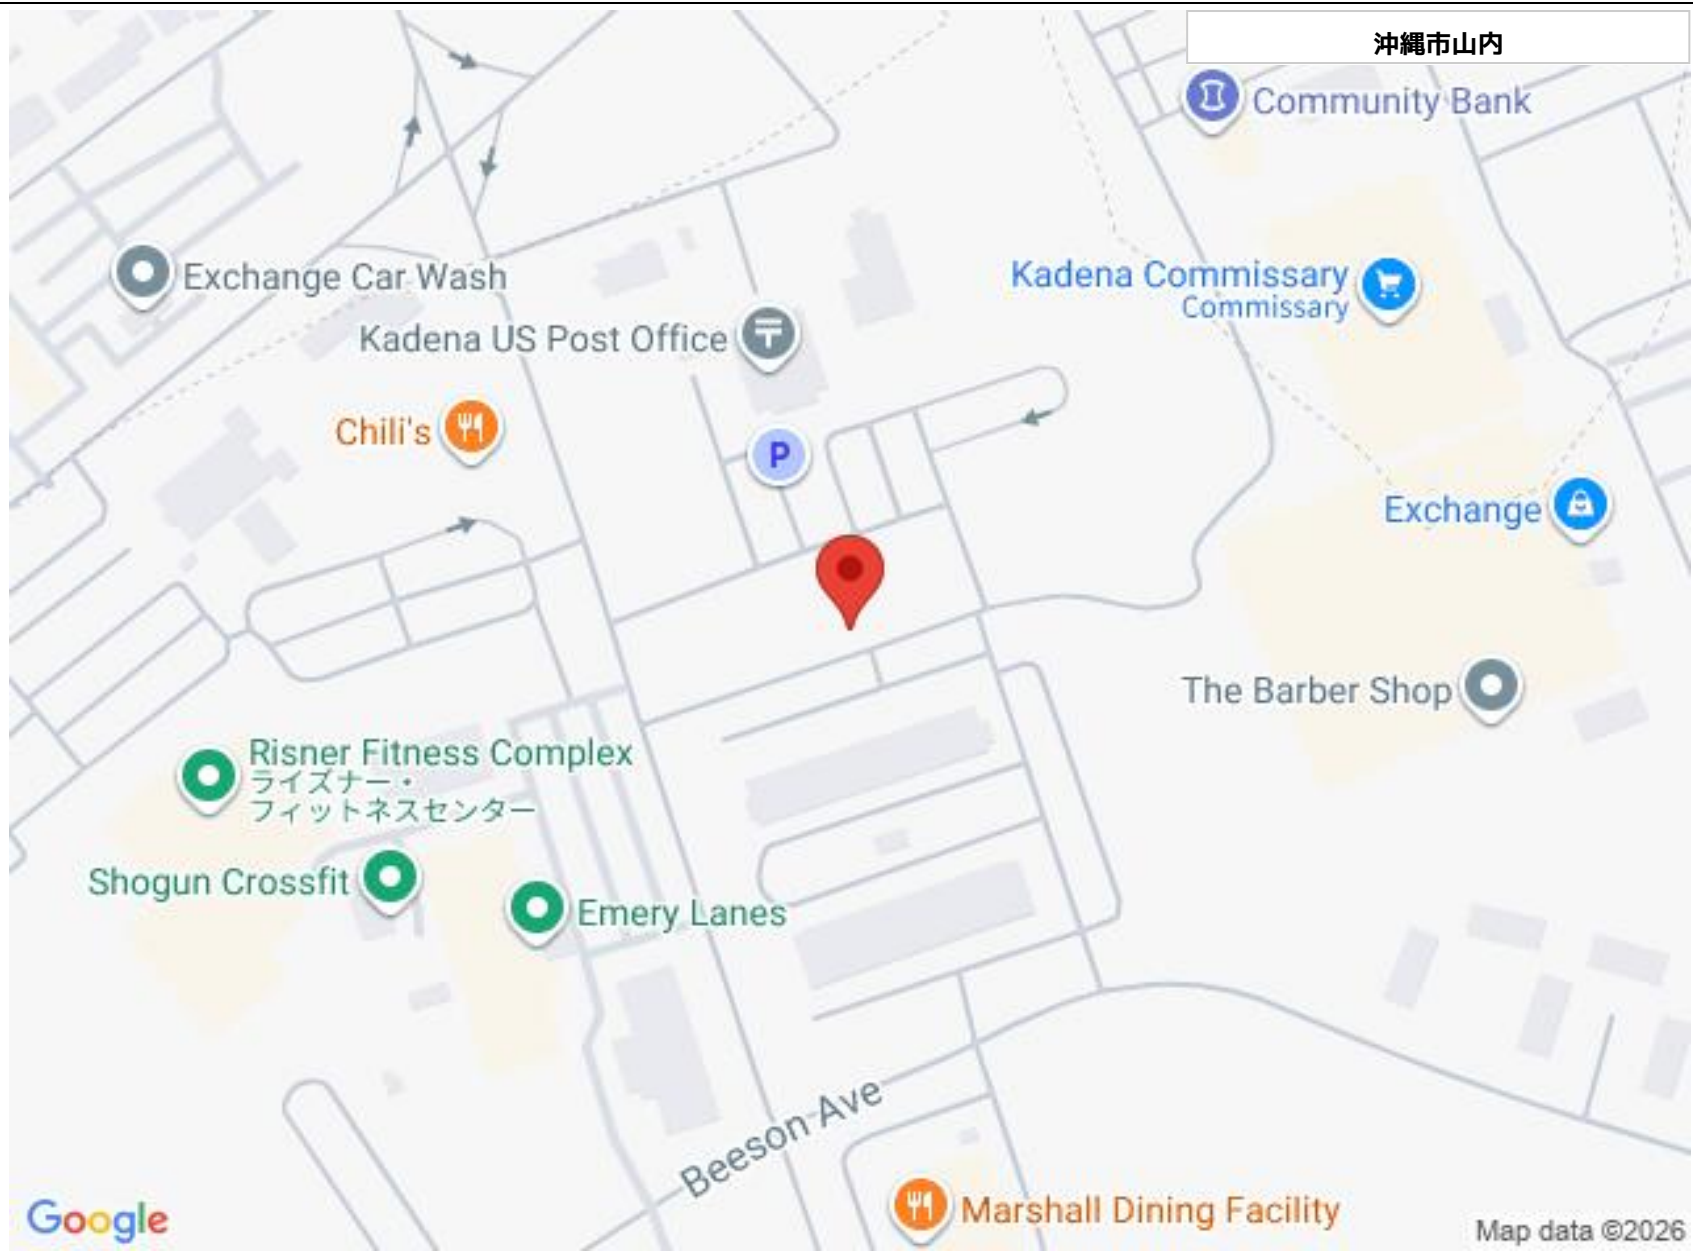 沖縄市山内
Community Bank
Exchange Car Wash
Kadena Commissary
Commissary
Kadena US Post Office
Chili's
P
Exchange
The Barber Shop
Risner Fitness Complex
ライズナー・
フィットネスセンター
Shogun Crossfit
Emery Lanes
Beeson Ave
Marshall Dining Facility
Google
Map data ©2026